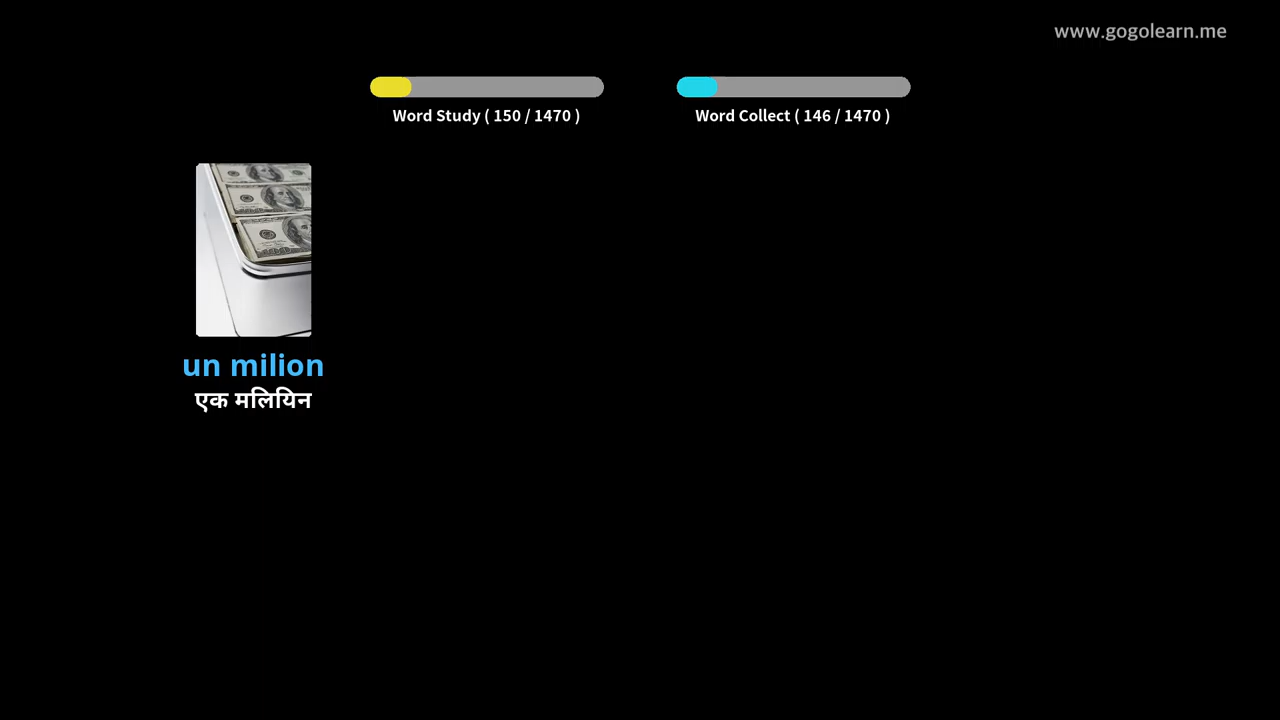 www.gogolearn.me
Word Study ( 150 / 1470 )
Word Collect ( 146 / 1470 )
un milion
एक मलियिन